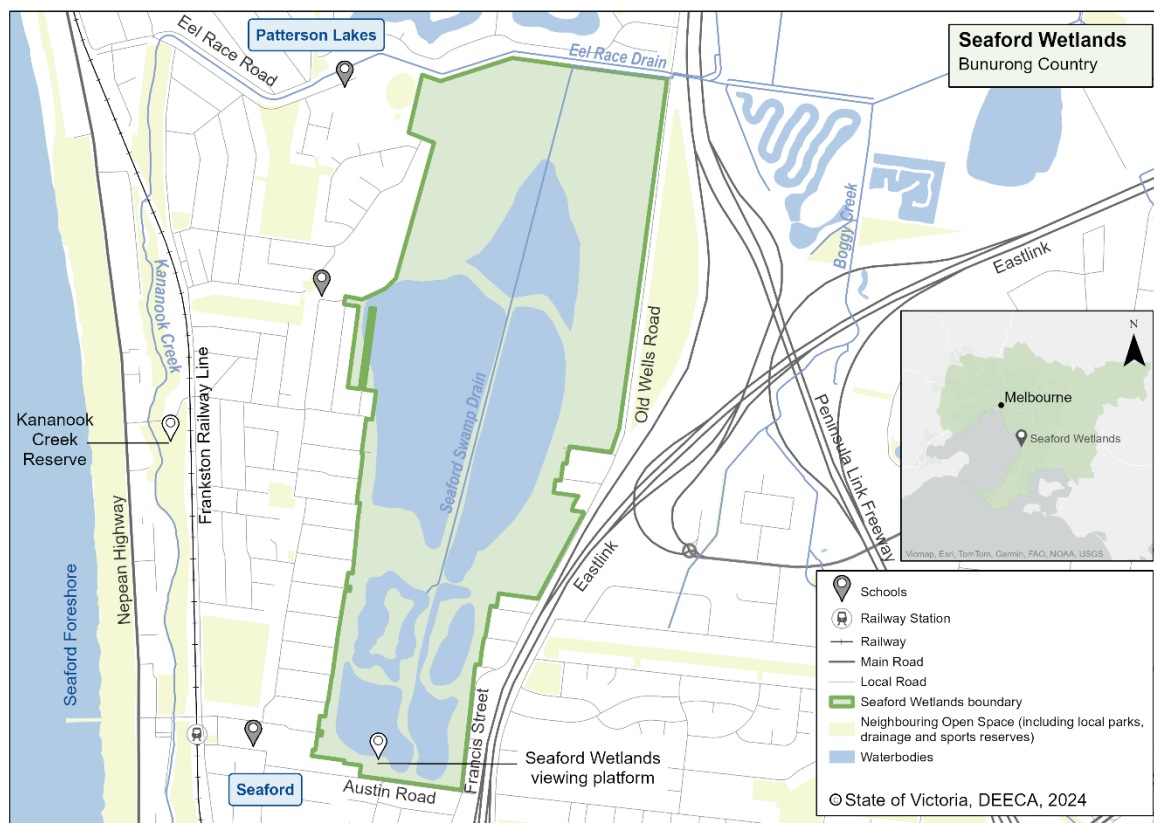 Seaford Wetlands
Bunurong Country
Patterson Lakes
Eel Race Road
Eel Race Drain
Boggy Creek
Eastlink
Kananook Creek
Frankston Railway Line
Old Wells Road
Seaford Swamp Drain
Peninsula Link Freeway
Kananook
Creek
Reserve
Nepean Highway
Seaford Foreshore
Eastlink
Francis Street
Seaford Wetlands
viewing platform
Seaford
Austin Road
N
Melbourne
Seaford Wetlands
Vicmap, Esri, TomTom, Garmin, FAO, NOAA, USGS
Schools
Railway Station
Railway
Main Road
Local Road
Seaford Wetlands boundary
Neighbouring Open Space (including local parks,
drainage and sports reserves)
Waterbodies
© State of Victoria, DEECA, 2024